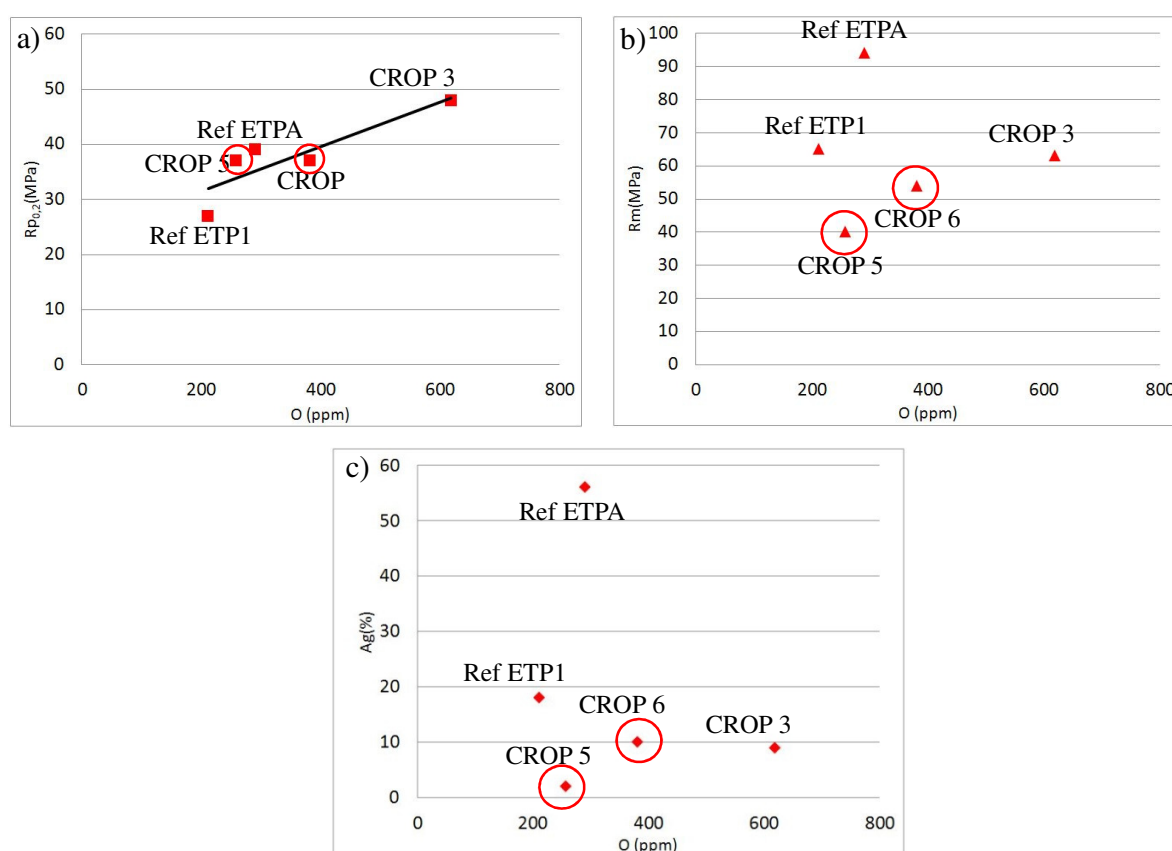 a)
60
50
40
30
20
10
0
Rp0,2(MPa)
CROP 3
Ref ETPA
CROP 5
CROP
Ref ETP1
0 200 400 600 800
O (ppm)
b)
100
90
80
70
60
50
40
30
20
10
0
Rm(MPa)
Ref ETPA
Ref ETP1
CROP 3
CROP 6
CROP 5
0 200 400 600 800
O (ppm)
c)
60
50
40
30
20
10
0
Ag(%)
Ref ETPA
Ref ETP1
CROP 6
CROP 3
CROP 5
0 200 400 600 800
O (ppm)